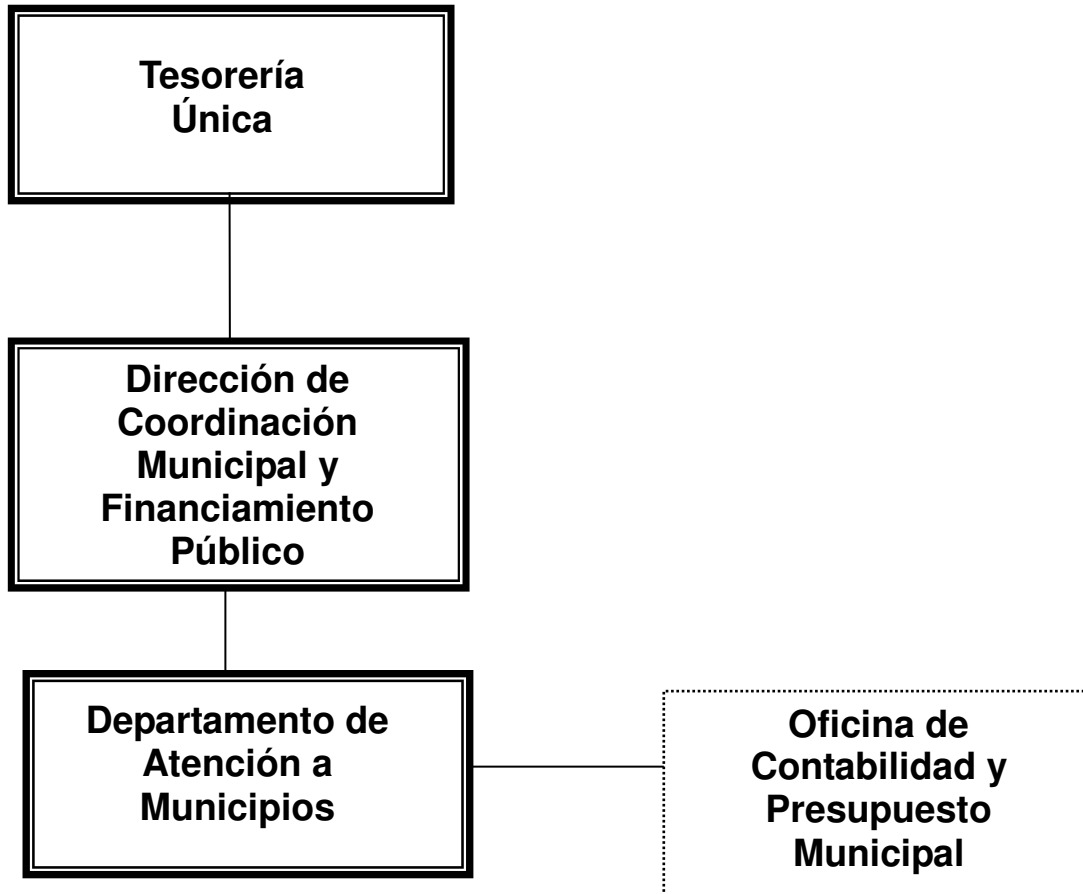 Tesorería
Única
Dirección de
Coordinación
Municipal y
Financiamiento
Público
Departamento de
Atención a
Municipios
Oficina de
Contabilidad y
Presupuesto
Municipal